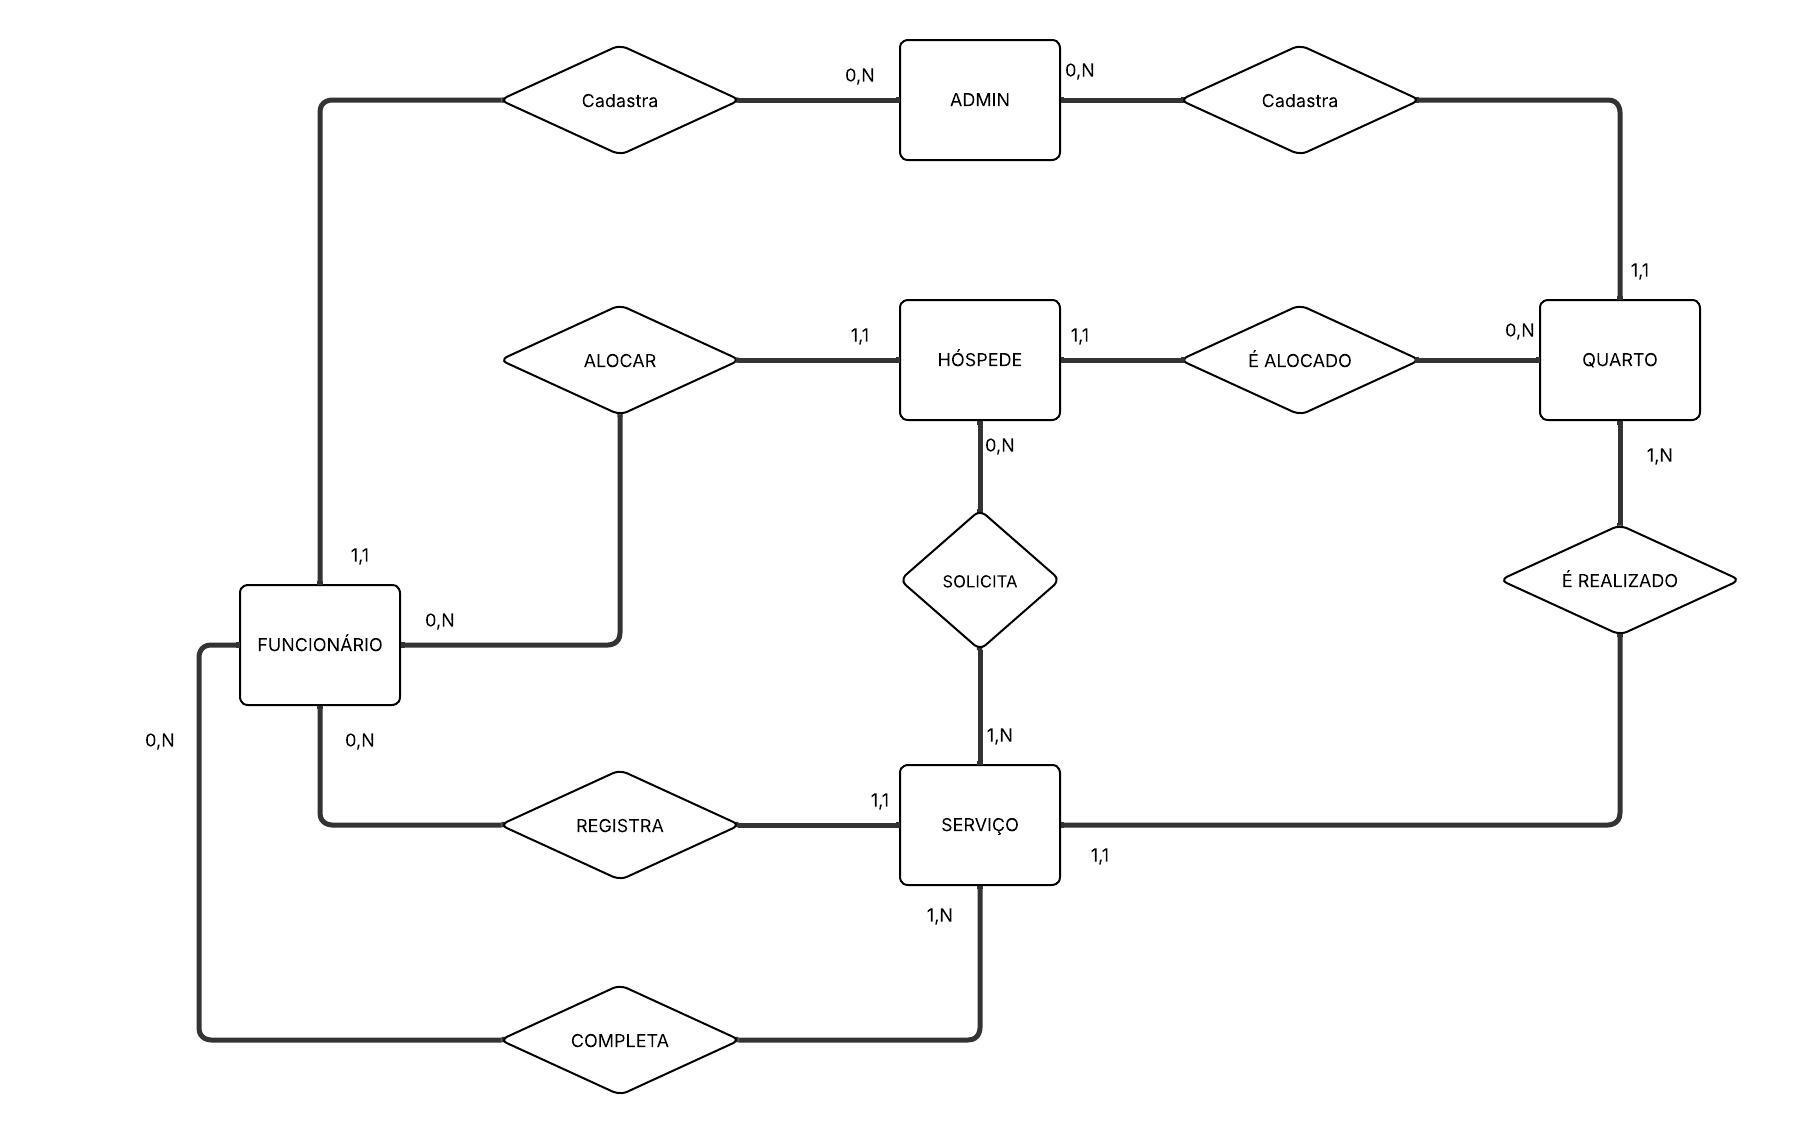 0,N
ADMIN
0,N
Cadastra
Cadastra
1,1
ALOCAR
1,1
HÓSPEDE
1,1
É ALOCADO
0,N
QUARTO
0,N
1,N
SOLICITA
É REALIZADO
1,1
FUNCIONÁRIO
0,N
0,N
0,N
1,N
REGISTRA
1,1
SERVIÇO
1,1
1,N
COMPLETA